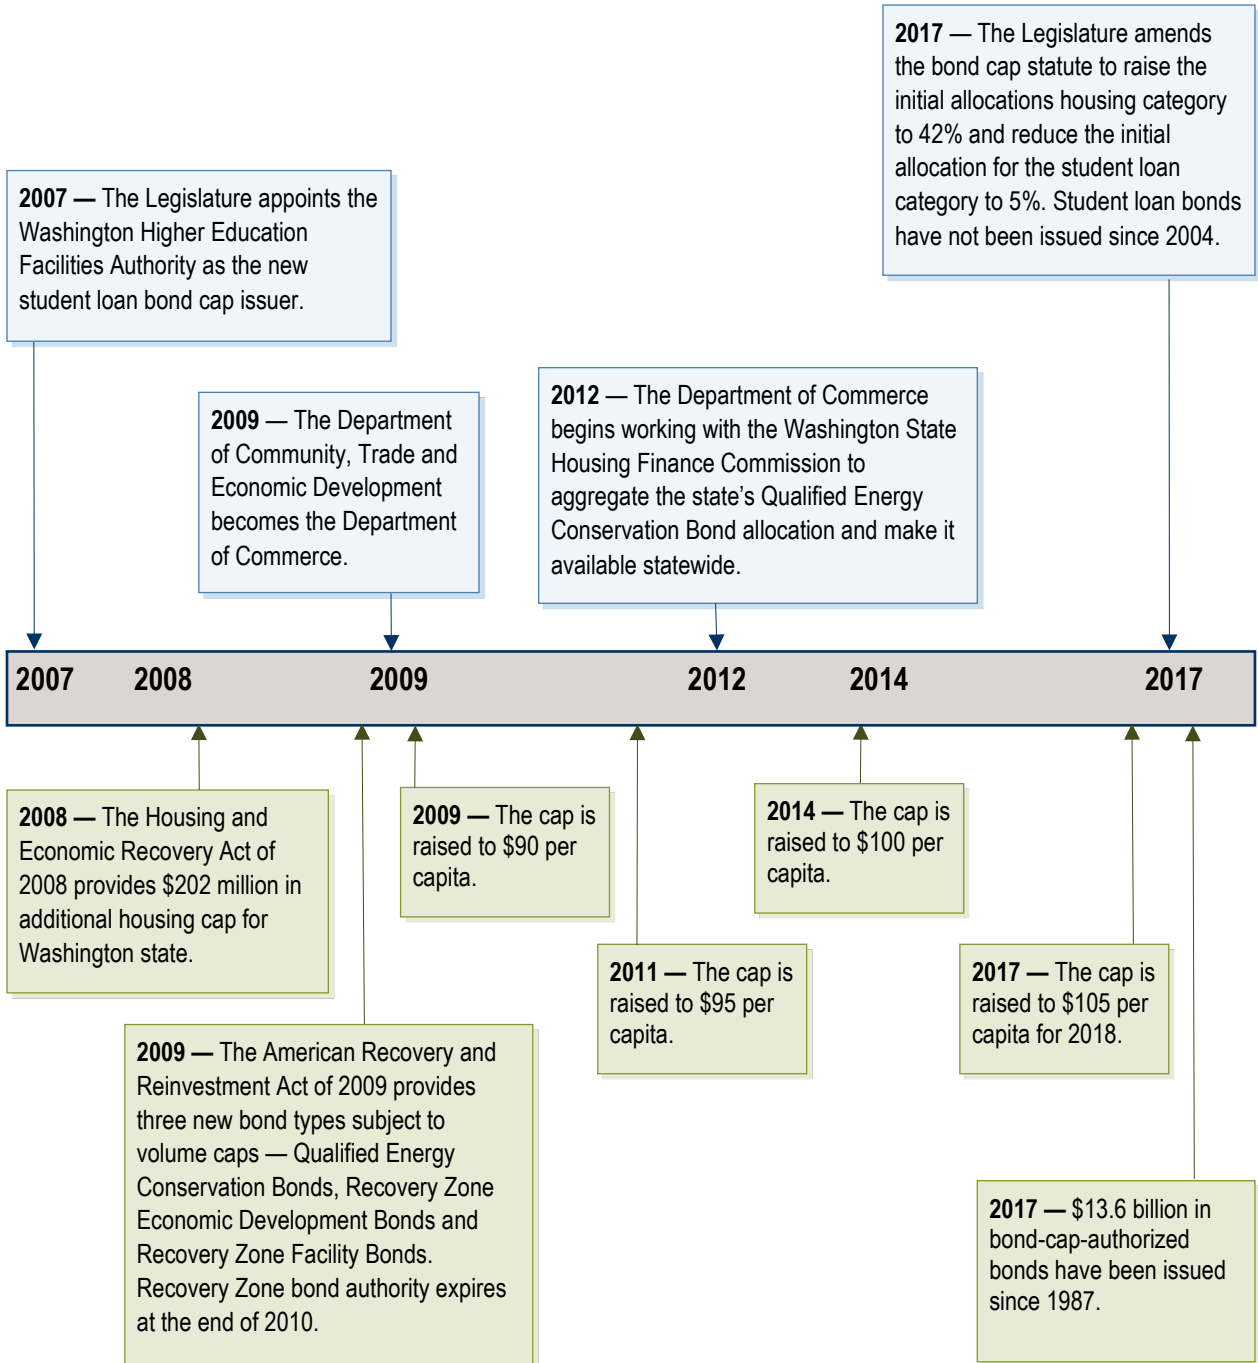 2017 — The Legislature amends
the bond cap statute to raise the
initial allocations housing category
to 42% and reduce the initial
allocation for the student loan
category to 5%. Student loan bonds
have not been issued since 2004.
2007 — The Legislature appoints the
Washington Higher Education
Facilities Authority as the new
student loan bond cap issuer.
2009 — The Department
of Community, Trade and
Economic Development
becomes the Department
of Commerce.
2012 — The Department of Commerce
begins working with the Washington State
Housing Finance Commission to
aggregate the state’s Qualified Energy
Conservation Bond allocation and make it
available statewide.
2007 2008 2009 2012 2014 2017
2008 — The Housing and
Economic Recovery Act of
2008 provides $202 million in
additional housing cap for
Washington state.
2009 — The cap is
raised to $90 per
capita.
2014 — The cap is
raised to $100 per
capita.
2011 — The cap is
raised to $95 per
capita.
2017 — The cap is
raised to $105 per
capita for 2018.
2009 — The American Recovery and
Reinvestment Act of 2009 provides
three new bond types subject to
volume caps — Qualified Energy
Conservation Bonds, Recovery Zone
Economic Development Bonds and
Recovery Zone Facility Bonds.
Recovery Zone bond authority expires
at the end of 2010.
2017 — $13.6 billion in
bond-cap-authorized
bonds have been issued
since 1987.